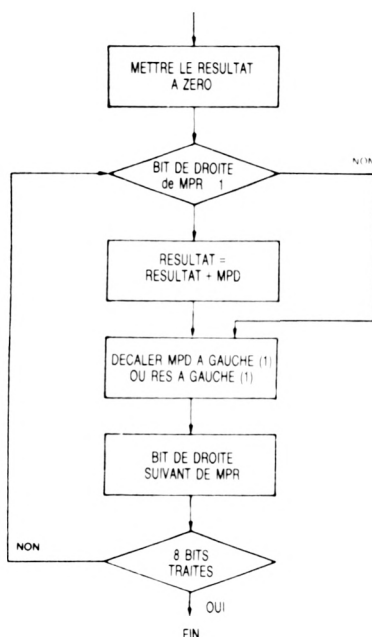 METTRE LE RESULTAT
A ZERO
BIT DE DROITE
de MPR 1
NON
RESULTAT =
RESULTAT + MPD
DECALER MPD A GAUCHE (1)
OU RES A GAUCHE (1)
BIT DE DROITE
SUIVANT DE MPR
NON
8 BITS
TRAITES
OUI
FIN